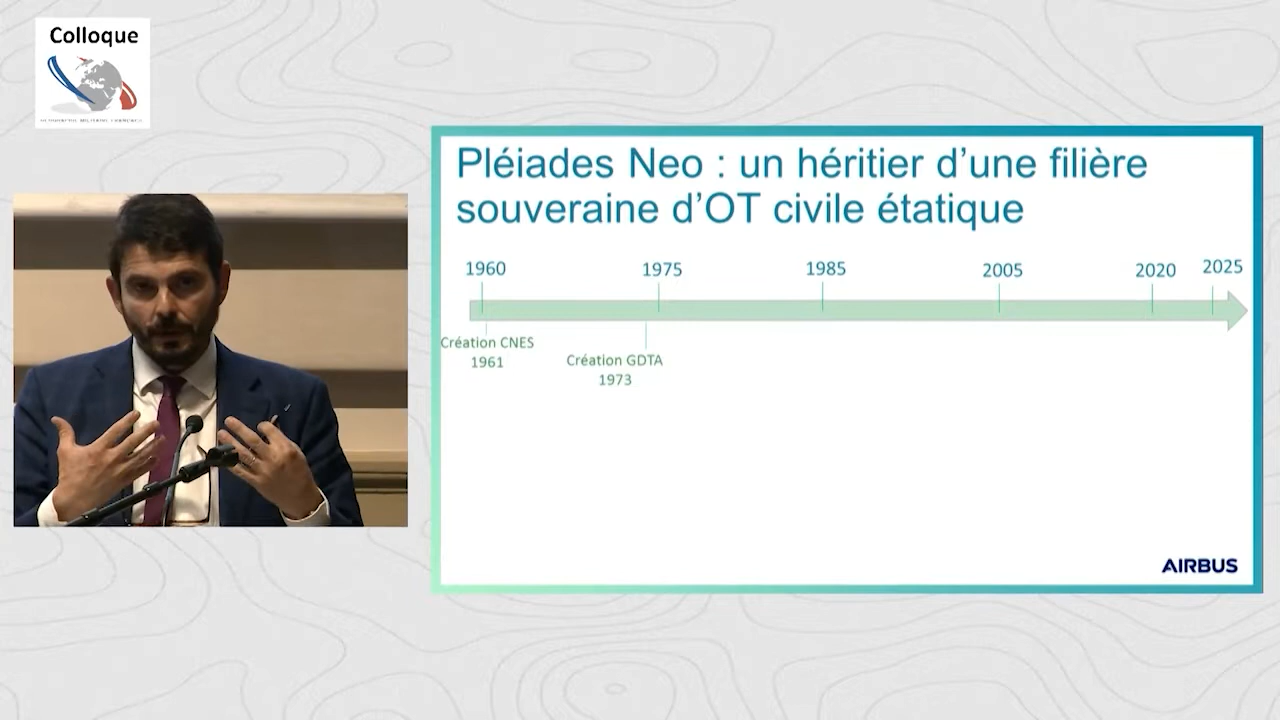 Colloque
Pléiades Neo : un héritier d’une filière
souveraine d’OT civile étatique
1960
1975
1985
2005
2020
2025
Création CNES
1961
Création GDTA
1973
AIRBUS